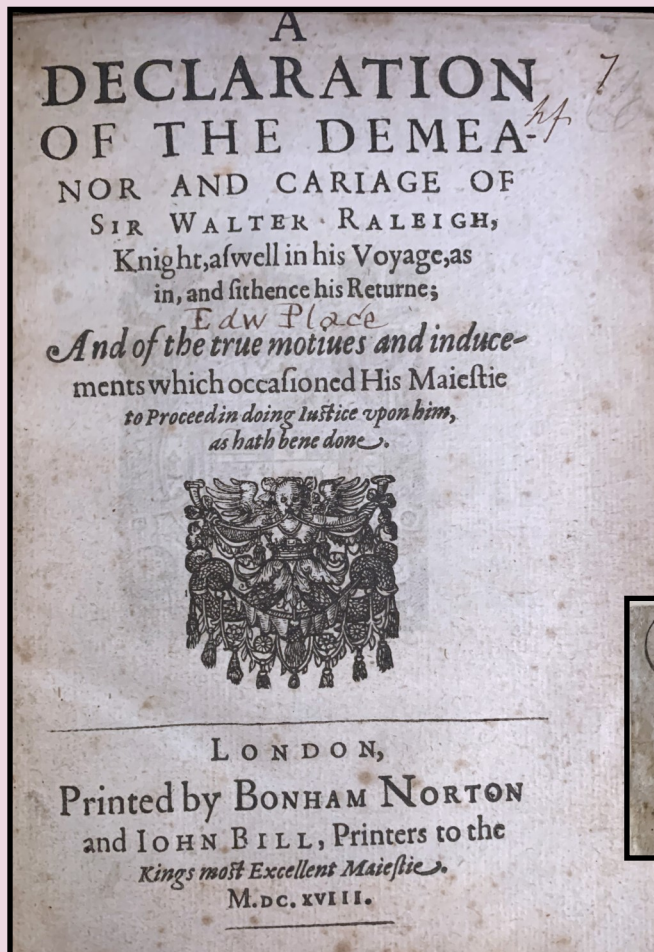 A
DECLARATION
7
OF THE DEMEA-
NOR AND CARIAGE OF
SIR WALTER RALEIGH,
Knight, aſwell in his Voyage, as
in, and ſithence his Returne;
Edw Place
And of the true motiues and induce-
ments which occaſioned His Maieſtie
to Proceed in doing Iuſtice vpon him,
as hath bene done.
LONDON,
Printed by BONHAM NORTON
and IOHN BILL, Printers to the
Kings moſt Excellent Maieſtie.
M.DC.XVIII.